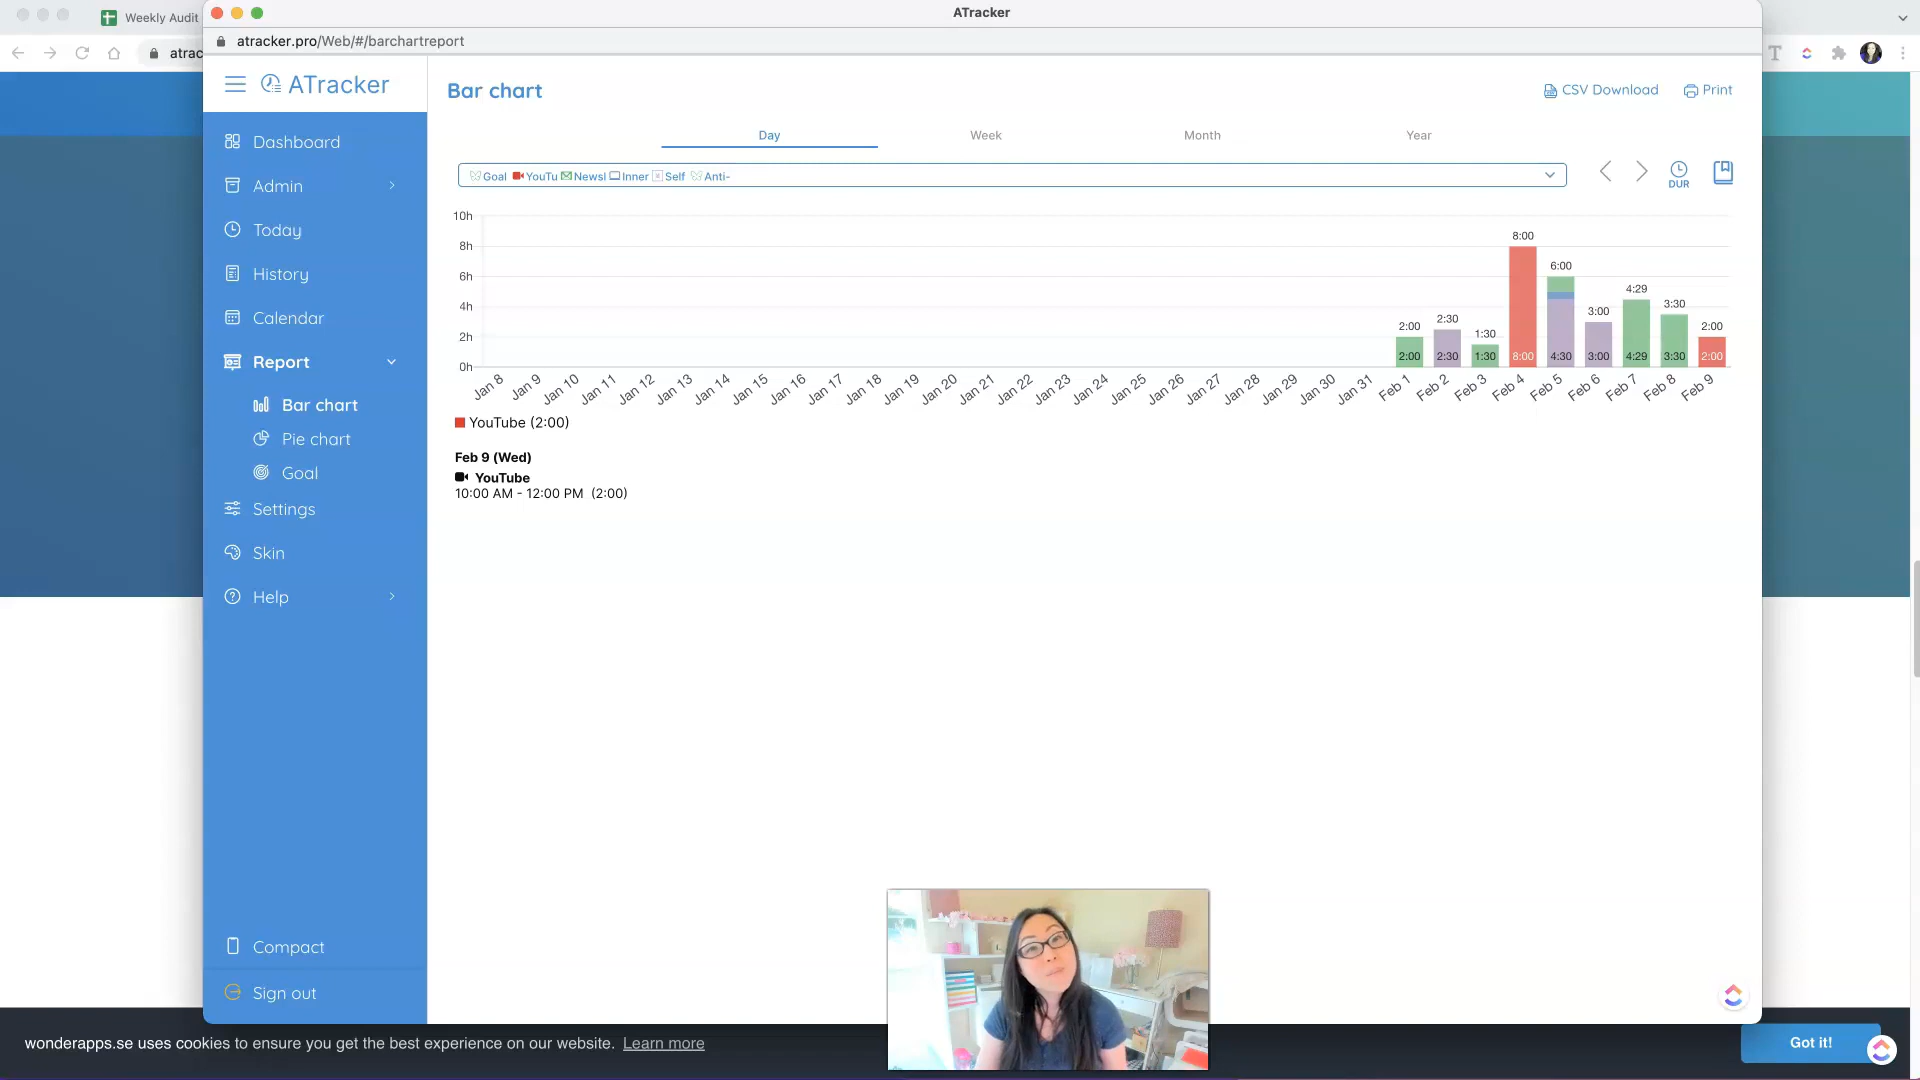 Weekly Audit
ATracker
atrac
atracker.pro/Web/#/barchartreport
ATracker
Bar chart
CSV Download
Print
Dashboard
Admin
Today
History
Calendar
Report
Bar chart
Pie chart
Goal
Settings
Skin
Help
Compact
Sign out
Day Week Month Year
Goal YouTu Newsl Inner Self Anti-
DUR
10h
8h
6h
4h
2h
0h
2:00 2:30 1:30 8:00 6:00 3:00 4:29 3:30 2:00
2:00 2:30 1:30 8:00 4:30 3:00 4:29 3:30 2:00
Jan 8 Jan 9 Jan 10 Jan 11 Jan 12 Jan 13 Jan 14 Jan 15 Jan 16 Jan 17 Jan 18 Jan 19 Jan 20 Jan 21 Jan 22 Jan 23 Jan 24 Jan 25 Jan 26 Jan 27 Jan 28 Jan 29 Jan 30 Jan 31 Feb 1 Feb 2 Feb 3 Feb 4 Feb 5 Feb 6 Feb 7 Feb 8 Feb 9
YouTube (2:00)
Feb 9 (Wed)
YouTube
10:00 AM - 12:00 PM (2:00)
wonderapps.se uses cookies to ensure you get the best experience on our website. Learn more
Got it!